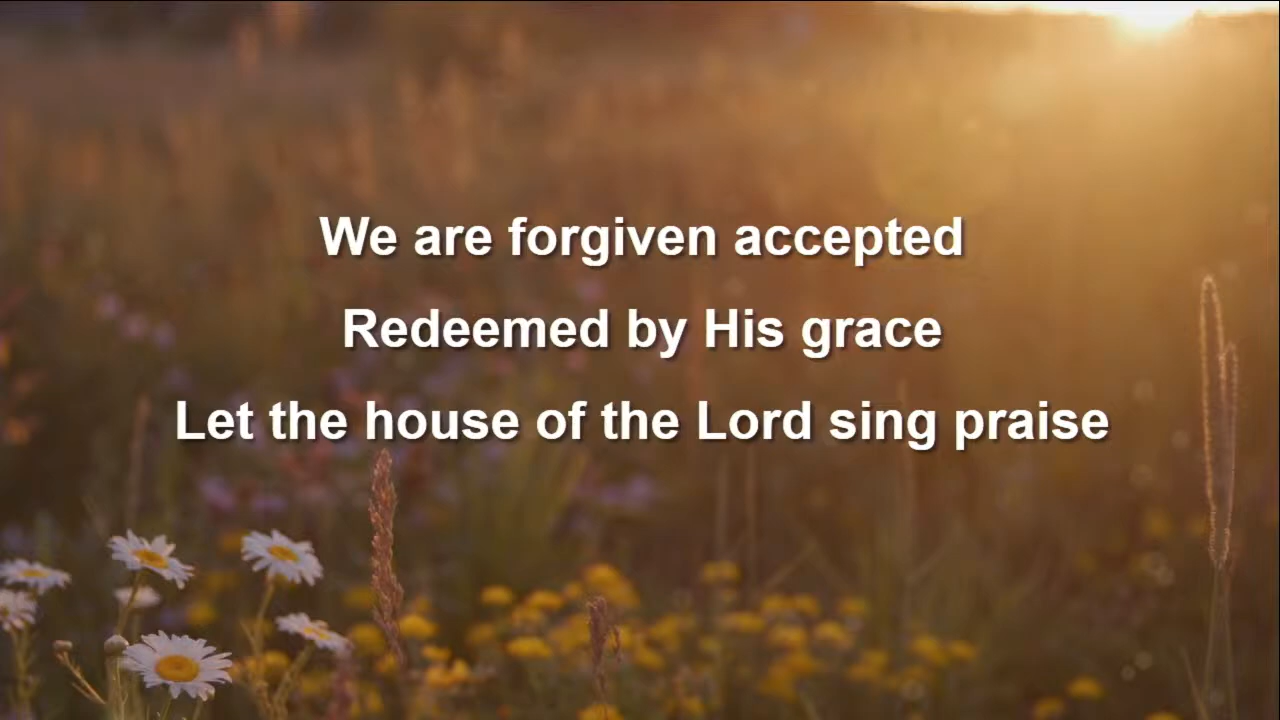 We are forgiven accepted
Redeemed by His grace
Let the house of the Lord sing praise